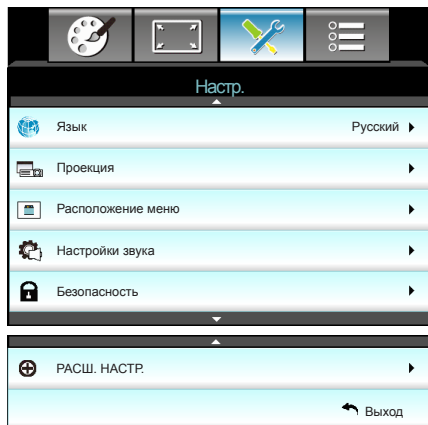 Настр.
Язык Русский
Проекция
Расположение меню
Настройки звука
Безопасность
РАСШ. НАСТР.
Выход